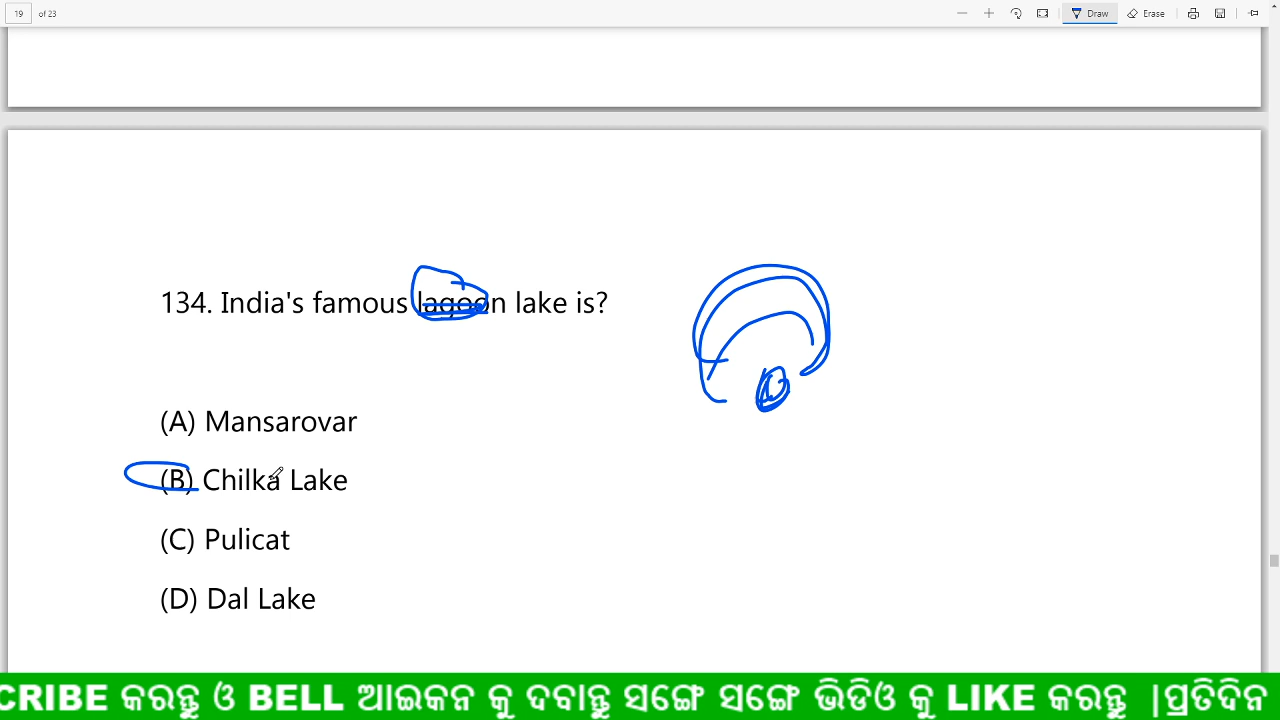 19 of 23
Draw Erase
134. India's famous lagoon lake is?
(A) Mansarovar
(B) Chilka Lake
(C) Pulicat
(D) Dal Lake
CRIBE କରନ୍ତୁ ଓ BELL ଆଇକନ କୁ ଦବାନ୍ତୁ ସଙ୍ଗେ ସଙ୍ଗେ ଭିଡିଓ କୁ LIKE କରନ୍ତୁ |ପ୍ରତିଦିନ